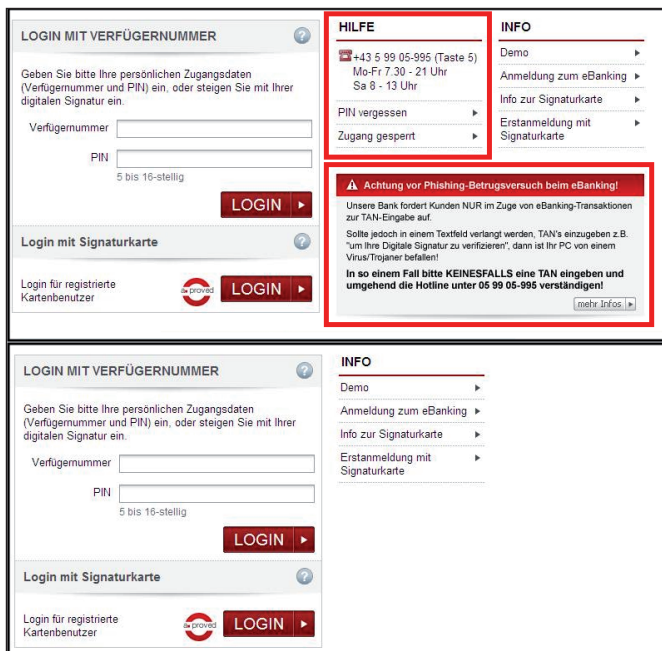 LOGIN MIT VERFÜGERNUMMER
?
Geben Sie bitte Ihre persönlichen Zugangsdaten
(Verfügernummer und PIN) ein, oder steigen Sie mit Ihrer
digitalen Signatur ein.
Verfügernummer
PIN
5 bis 16-stellig
LOGIN
Login mit Signaturkarte
?
Login für registrierte
Kartenbenutzer
a proved
LOGIN
HILFE
+43 5 99 05-995 (Taste 5)
Mo-Fr 7.30 - 21 Uhr
Sa 8 - 13 Uhr
PIN vergessen
Zugang gesperrt
INFO
Demo
Anmeldung zum eBanking
Info zur Signaturkarte
Erstanmeldung mit
Signaturkarte
Achtung vor Phishing-Betrugsversuch beim eBanking!
Unsere Bank fordert Kunden NUR im Zuge von eBanking-Transaktionen
zur TAN-Eingabe auf.
Sollte jedoch in einem Textfeld verlangt werden, TAN's einzugeben z.B.
"um Ihre Digitale Signatur zu verifizieren", dann ist Ihr PC von einem
Virus/Trojaner befallen!
In so einem Fall bitte KEINESFALLS eine TAN eingeben und
umgehend die Hotline unter 05 99 05-995 verständigen!
mehr Infos
LOGIN MIT VERFÜGERNUMMER
?
Geben Sie bitte Ihre persönlichen Zugangsdaten
(Verfügernummer und PIN) ein, oder steigen Sie mit Ihrer
digitalen Signatur ein.
Verfügernummer
PIN
5 bis 16-stellig
LOGIN
Login mit Signaturkarte
?
Login für registrierte
Kartenbenutzer
a proved
LOGIN
INFO
Demo
Anmeldung zum eBanking
Info zur Signaturkarte
Erstanmeldung mit
Signaturkarte